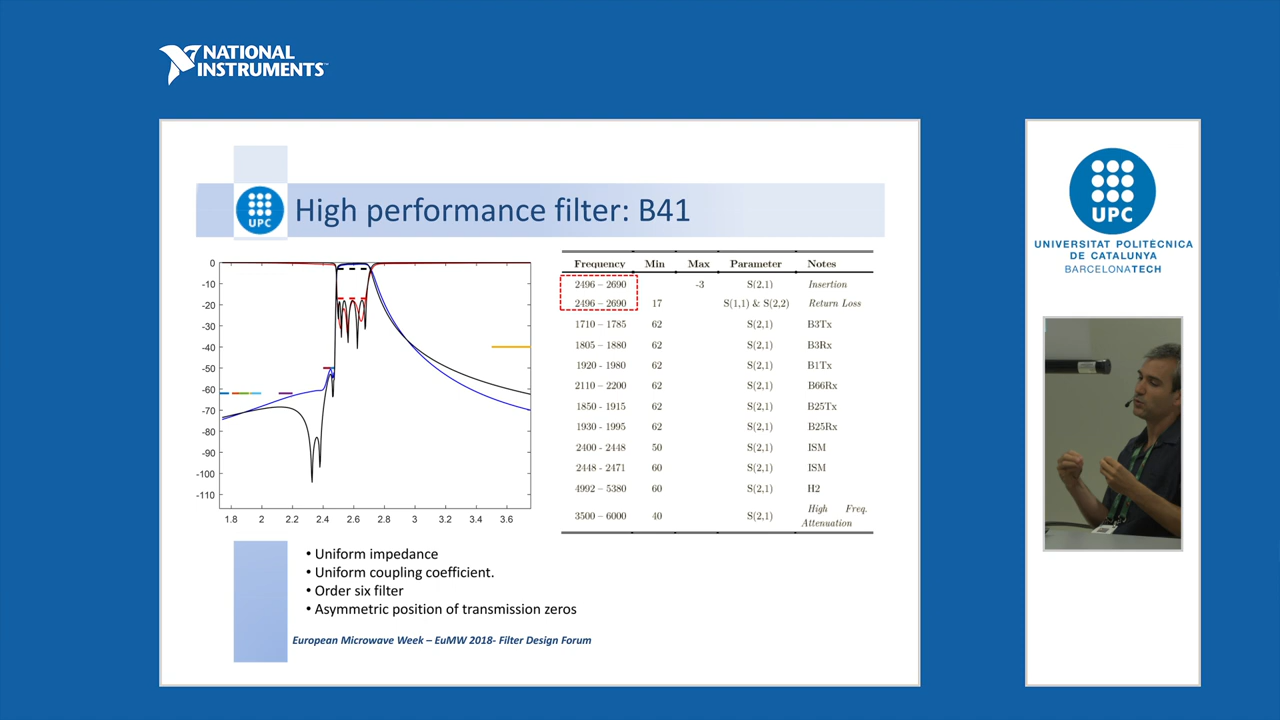 NATIONAL
INSTRUMENTS™
UPC
High performance filter: B41
0
-10
-20
-30
-40
-50
-60
-70
-80
-90
-100
-110
1.8 2 2.2 2.4 2.6 2.8 3 3.2 3.4 3.6
Frequency Min Max Parameter Notes
2496 – 2690 -3 S(2,1) Insertion
2496 – 2690 17 S(1,1) & S(2,2) Return Loss
1710 – 1785 62 S(2,1) B3Tx
1805 – 1880 62 S(2,1) B3Rx
1920 - 1980 62 S(2,1) B1Tx
2110 – 2200 62 S(2,1) B66Rx
1850 - 1915 62 S(2,1) B25Tx
1930 - 1995 62 S(2,1) B25Rx
2400 - 2448 50 S(2,1) ISM
2448 - 2471 60 S(2,1) ISM
4992 – 5380 60 S(2,1) H2
3500 – 6000 40 S(2,1) High Freq.
Attenuation
• Uniform impedance
• Uniform coupling coefficient.
• Order six filter
• Asymmetric position of transmission zeros
European Microwave Week – EuMW 2018- Filter Design Forum
UPC
UNIVERSITAT POLITÈCNICA
DE CATALUNYA
BARCELONATECH